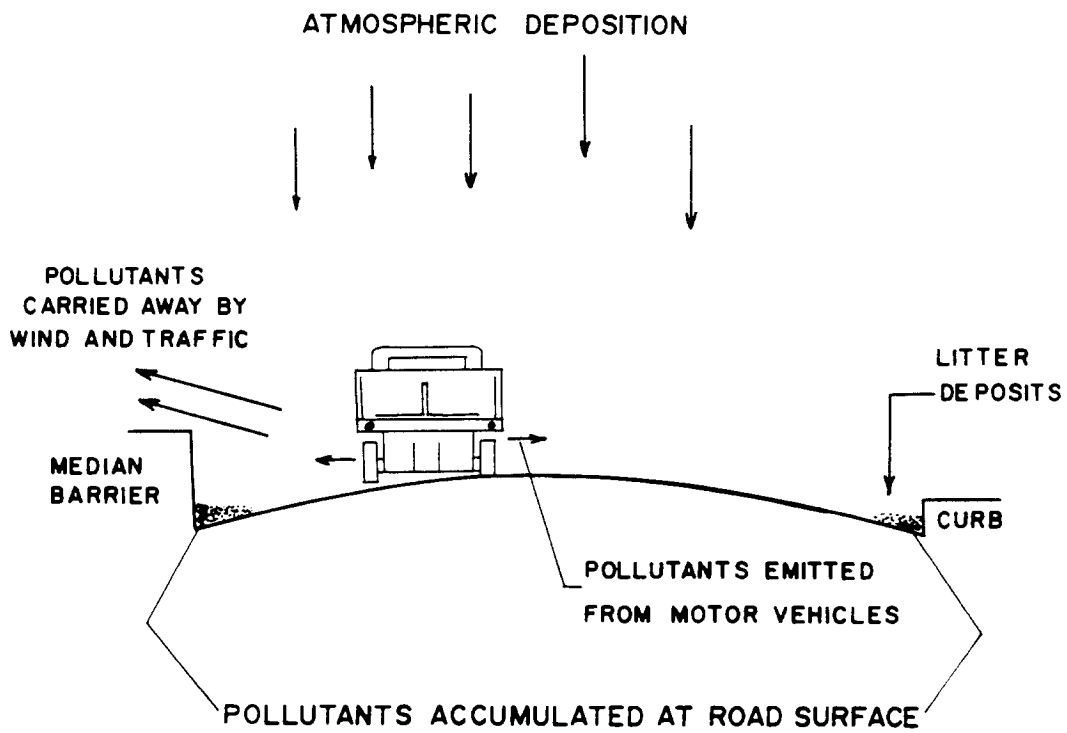 ATMOSPHERIC DEPOSITION
POLLUTANTS
CARRIED AWAY BY
WIND AND TRAFFIC
LITTER
DEPOSITS
MEDIAN
BARRIER
CURB
POLLUTANTS EMITTED
FROM MOTOR VEHICLES
POLLUTANTS ACCUMULATED AT ROAD SURFACE